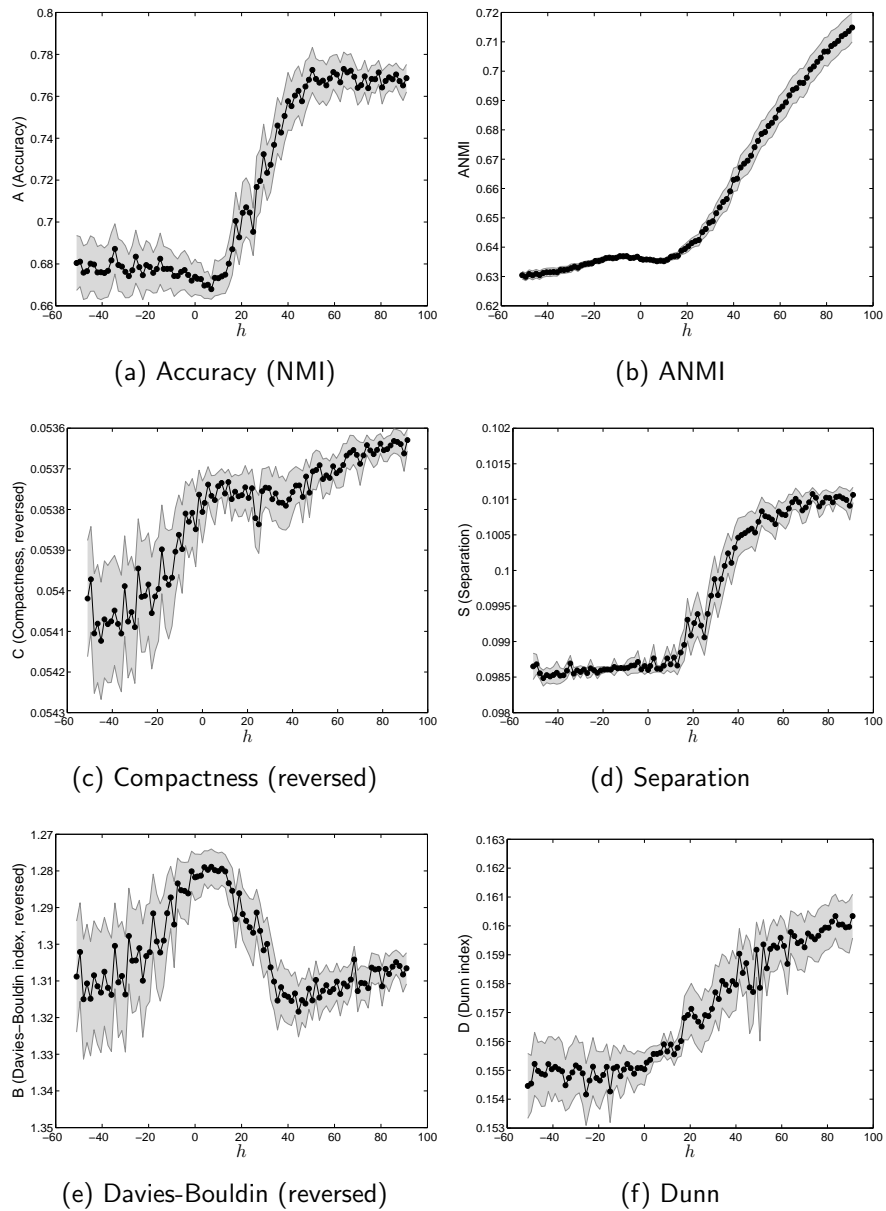 0.8
0.78
0.76
0.74
0.72
0.7
0.68
0.66
A (Accuracy)
−60 −40 −20 0 20 40 60 80 100
h
(a) Accuracy (NMI)
0.72
0.71
0.7
0.69
0.68
0.67
0.66
0.65
0.64
0.63
0.62
ANMI
−60 −40 −20 0 20 40 60 80 100
h
(b) ANMI
0.0536
0.0537
0.0538
0.0539
0.054
0.0541
0.0542
0.0543
C (Compactness, reversed)
−60 −40 −20 0 20 40 60 80 100
h
(c) Compactness (reversed)
0.102
0.1015
0.101
0.1005
0.1
0.0995
0.099
0.0985
0.098
S (Separation)
−60 −40 −20 0 20 40 60 80 100
h
(d) Separation
1.27
1.28
1.29
1.3
1.31
1.32
1.33
1.34
1.35
B (Davies−Bouldin index, reversed)
−60 −40 −20 0 20 40 60 80 100
h
(e) Davies-Bouldin (reversed)
0.163
0.162
0.161
0.16
0.159
0.158
0.157
0.156
0.155
0.154
0.153
D (Dunn index)
−60 −40 −20 0 20 40 60 80 100
h
(f) Dunn